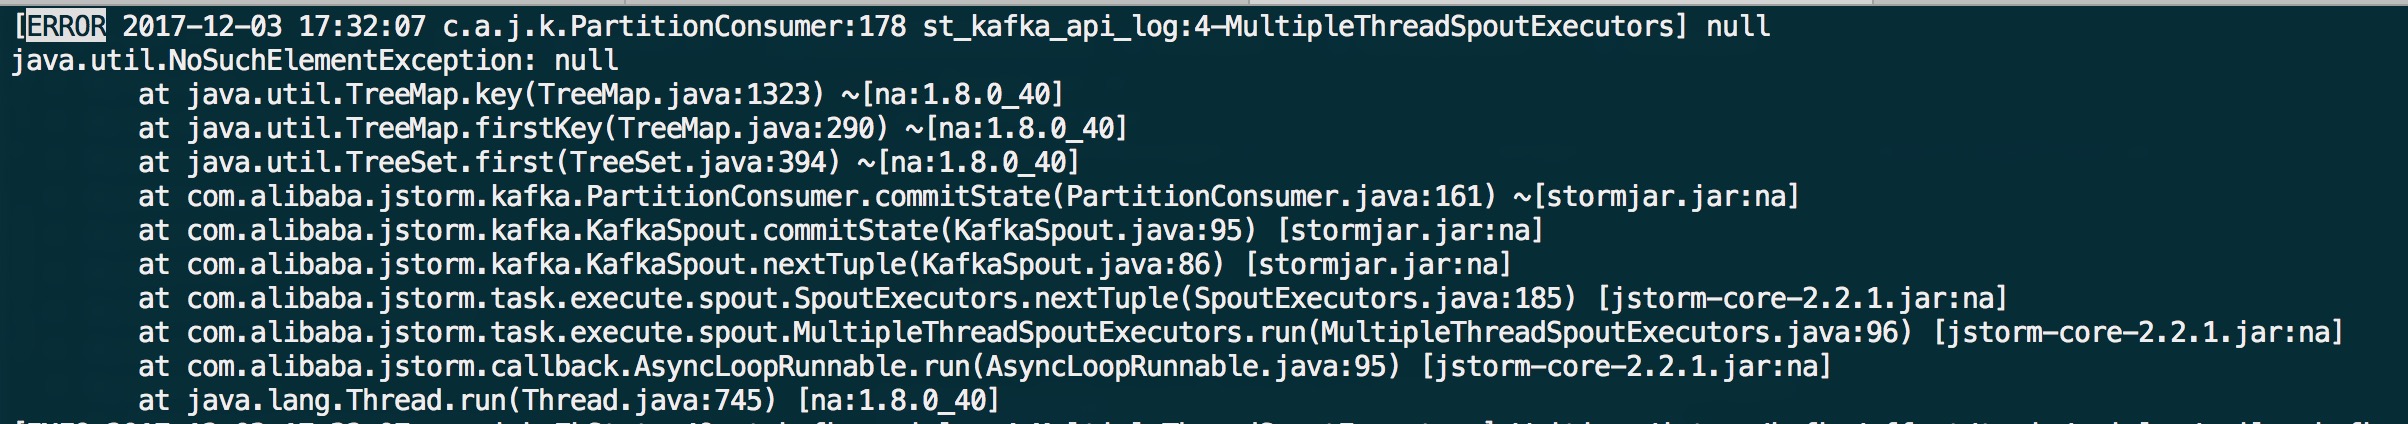 [ERROR 2017-12-03 17:32:07 c.a.j.k.PartitionConsumer:178 st_kafka_api_log:4-MultipleThreadSpoutExecutors] null
java.util.NoSuchElementException: null
at java.util.TreeMap.key(TreeMap.java:1323) ~[na:1.8.0_40]
at java.util.TreeMap.firstKey(TreeMap.java:290) ~[na:1.8.0_40]
at java.util.TreeSet.first(TreeSet.java:394) ~[na:1.8.0_40]
at com.alibaba.jstorm.kafka.PartitionConsumer.commitState(PartitionConsumer.java:161) ~[stormjar.jar:na]
at com.alibaba.jstorm.kafka.KafkaSpout.commitState(KafkaSpout.java:95) [stormjar.jar:na]
at com.alibaba.jstorm.kafka.KafkaSpout.nextTuple(KafkaSpout.java:86) [stormjar.jar:na]
at com.alibaba.jstorm.task.execute.spout.SpoutExecutors.nextTuple(SpoutExecutors.java:185) [jstorm-core-2.2.1.jar:na]
at com.alibaba.jstorm.task.execute.spout.MultipleThreadSpoutExecutors.run(MultipleThreadSpoutExecutors.java:96) [jstorm-core-2.2.1.jar:na]
at com.alibaba.jstorm.callback.AsyncLoopRunnable.run(AsyncLoopRunnable.java:95) [jstorm-core-2.2.1.jar:na]
at java.lang.Thread.run(Thread.java:745) [na:1.8.0_40]